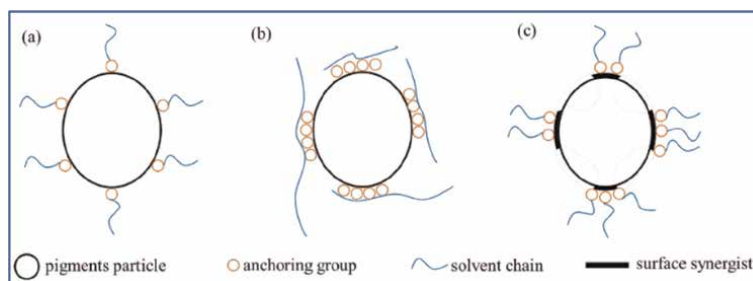 (a) (b) (c)
pigments particle anchoring group solvent chain surface synergist